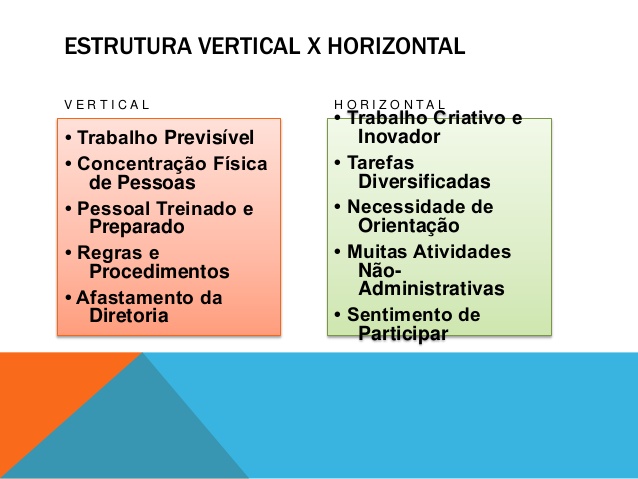 ESTRUTURA VERTICAL X HORIZONTAL
VERTICAL
• Trabalho Previsível
• Concentração Física
de Pessoas
• Pessoal Treinado e
Preparado
• Regras e
Procedimentos
• Afastamento da
Diretoria
HORIZONTAL
• Trabalho Criativo e
Inovador
• Tarefas
Diversificadas
• Necessidade de
Orientação
• Muitas Atividades
Não-
Administrativas
• Sentimento de
Participar